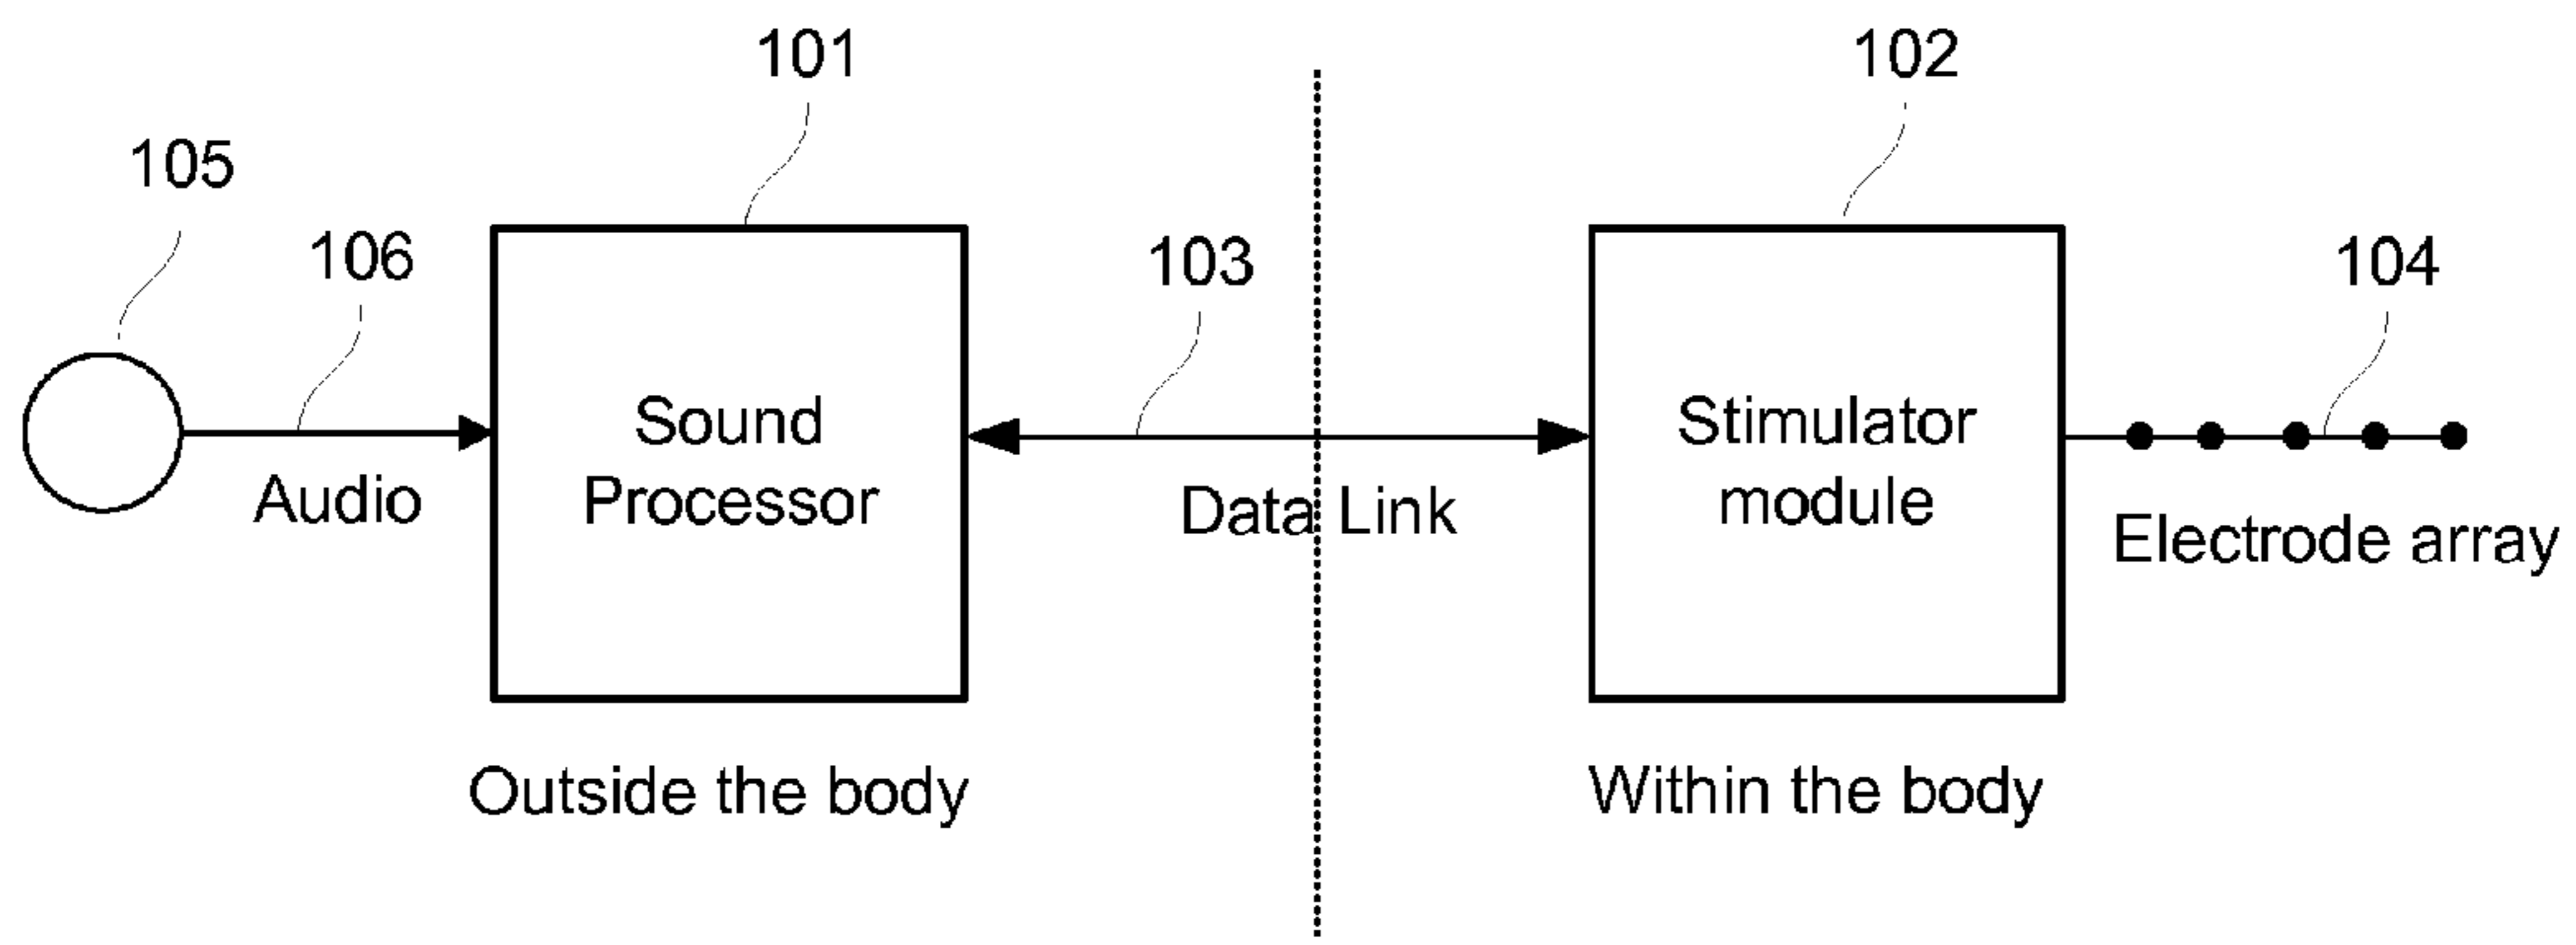 101
102
105
106
103
104
Sound
Processor
Stimulator
module
Audio
Data Link
Electrode array
Outside the body
Within the body